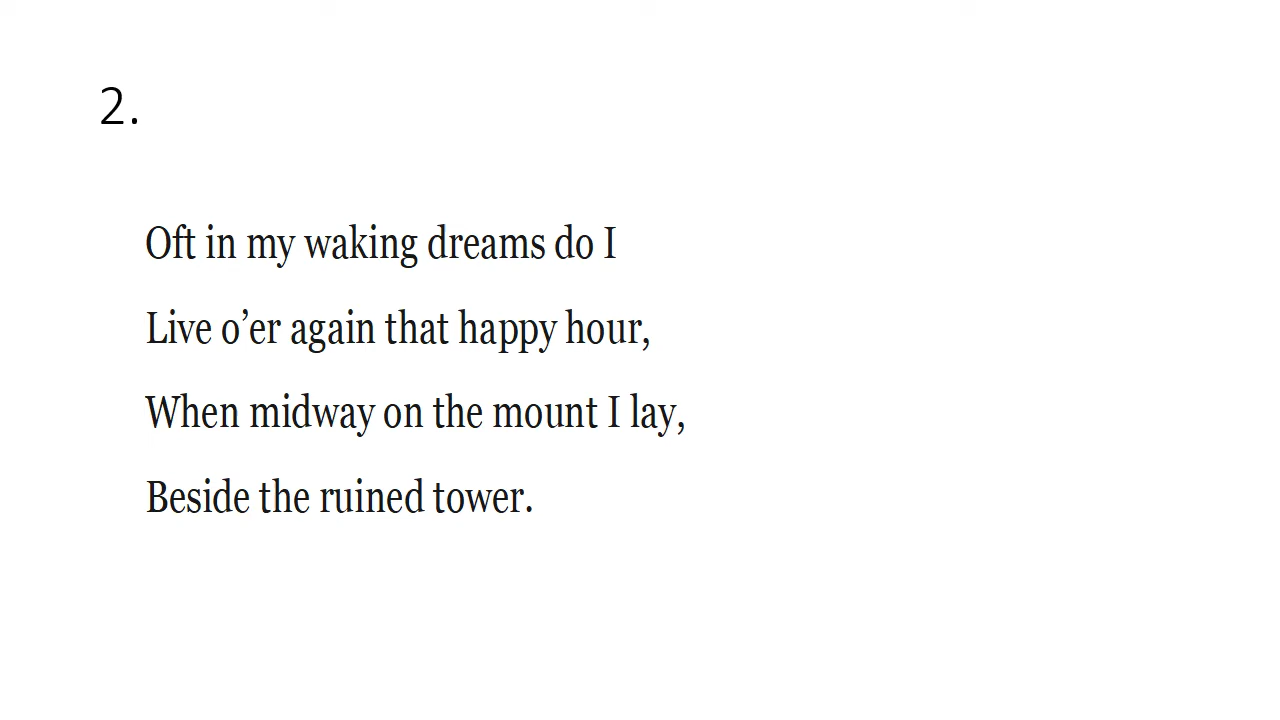 2.
Oft in my waking dreams do I
Live o’er again that happy hour,
When midway on the mount I lay,
Beside the ruined tower.